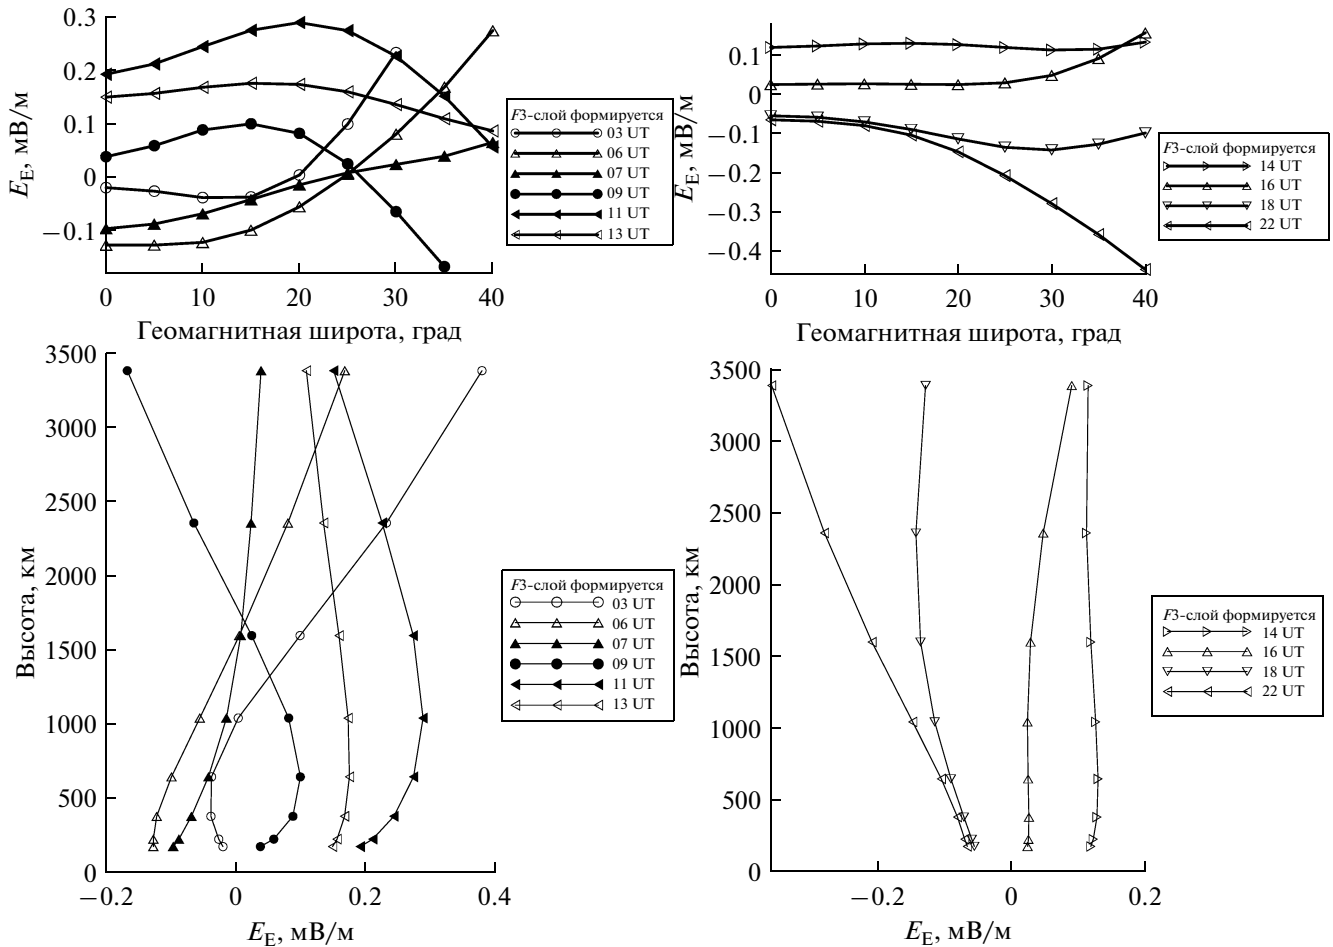 0.3
0.2
0.1
0
−0.1
E_E, мВ/м
0 10 20 30 40
Геомагнитная широта, град
F3-слой формируется
03 UT
06 UT
07 UT
09 UT
11 UT
13 UT
0.1
0
−0.1
−0.2
−0.3
−0.4
E_E, мВ/м
0 10 20 30 40
Геомагнитная широта, град
F3-слой формируется
14 UT
16 UT
18 UT
22 UT
3500
3000
2500
2000
1500
1000
500
0
Высота, км
−0.2 0 0.2 0.4
E_E, мВ/м
F3-слой формируется
03 UT
06 UT
07 UT
09 UT
11 UT
13 UT
3500
3000
2500
2000
1500
1000
500
0
Высота, км
−0.2 0 0.2
E_E, мВ/м
F3-слой формируется
14 UT
16 UT
18 UT
22 UT